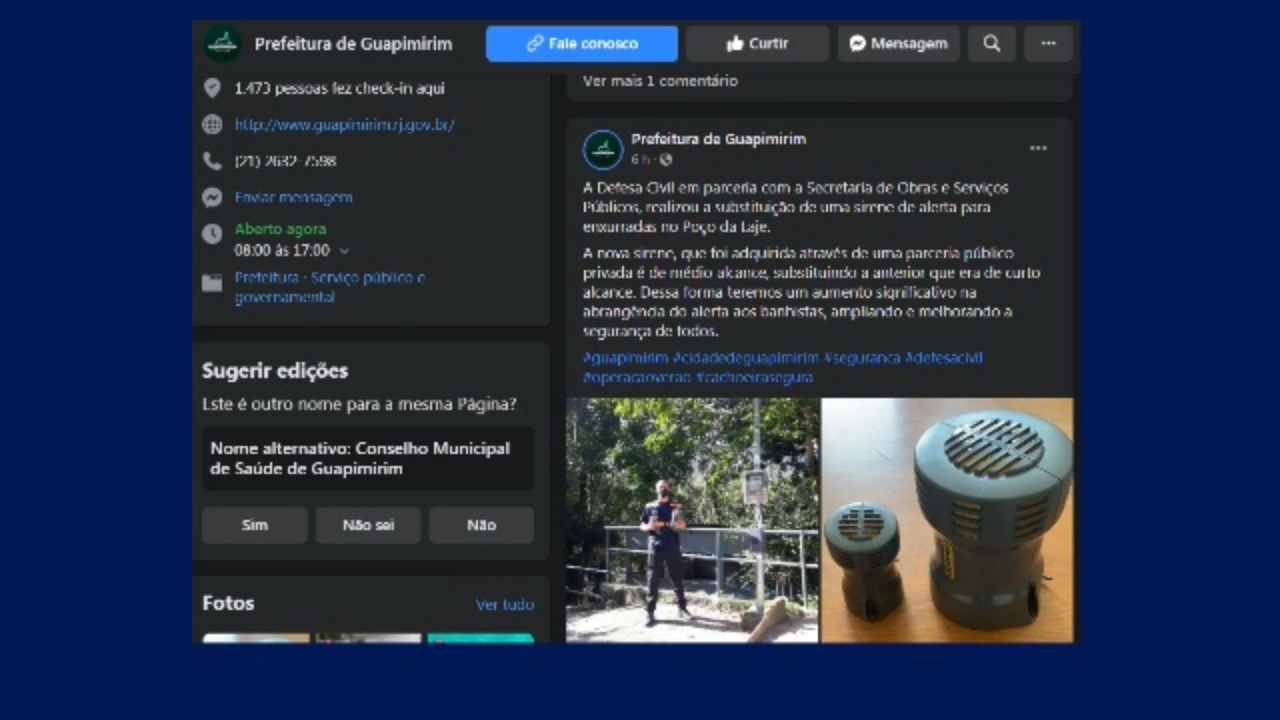 Prefeitura de Guapimirim
Fale conosco
Curtir
Mensagem
1.473 pessoas fez check-in aqui
http://www.guapimirim.rj.gov.br/
(21) 2632-7598
Enviar mensagem
Aberto agora
08:00 às 17:00
Prefeitura · Serviço público e
governamental
Sugerir edições
Este é outro nome para a mesma Página?
Nome alternativo: Conselho Municipal
de Saúde de Guapimirim
Sim
Não sei
Não
Fotos
Ver tudo
Ver mais 1 comentário
Prefeitura de Guapimirim
6 h ·
A Defesa Civil em parceria com a Secretaria de Obras e Serviços
Públicos, realizou a substituição de uma sirene de alerta para
enxurradas no Poço da Laje.
A nova sirene, que foi adquirida através de uma parceria público
privada é de médio alcance, substituindo a anterior que era de curto
alcance. Dessa forma teremos um aumento significativo na
abrangência do alerta aos banhistas, ampliando e melhorando a
segurança de todos.
#guapimirim #cidadedeguapimirim #seguranca #defesacivil
#operacaoverao #cachoeirasegura